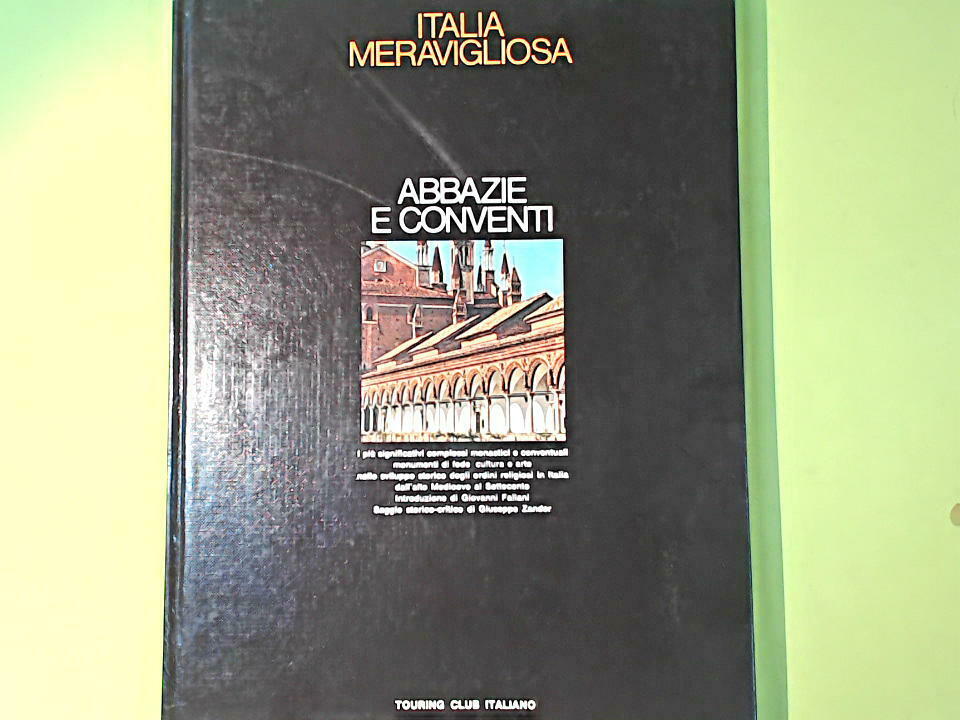 ITALIA
MERAVIGLIOSA
ABBAZIE
E CONVENTI
I più significativi complessi monastici e conventuali
monumenti di fede cultura e arte
nello sviluppo storico degli ordini religiosi in Italia
dall'alto Medioevo al Settecento
Introduzione di Giovanni Fallani
Saggio storico-critico di Giuseppe Zander
TOURING CLUB ITALIANO